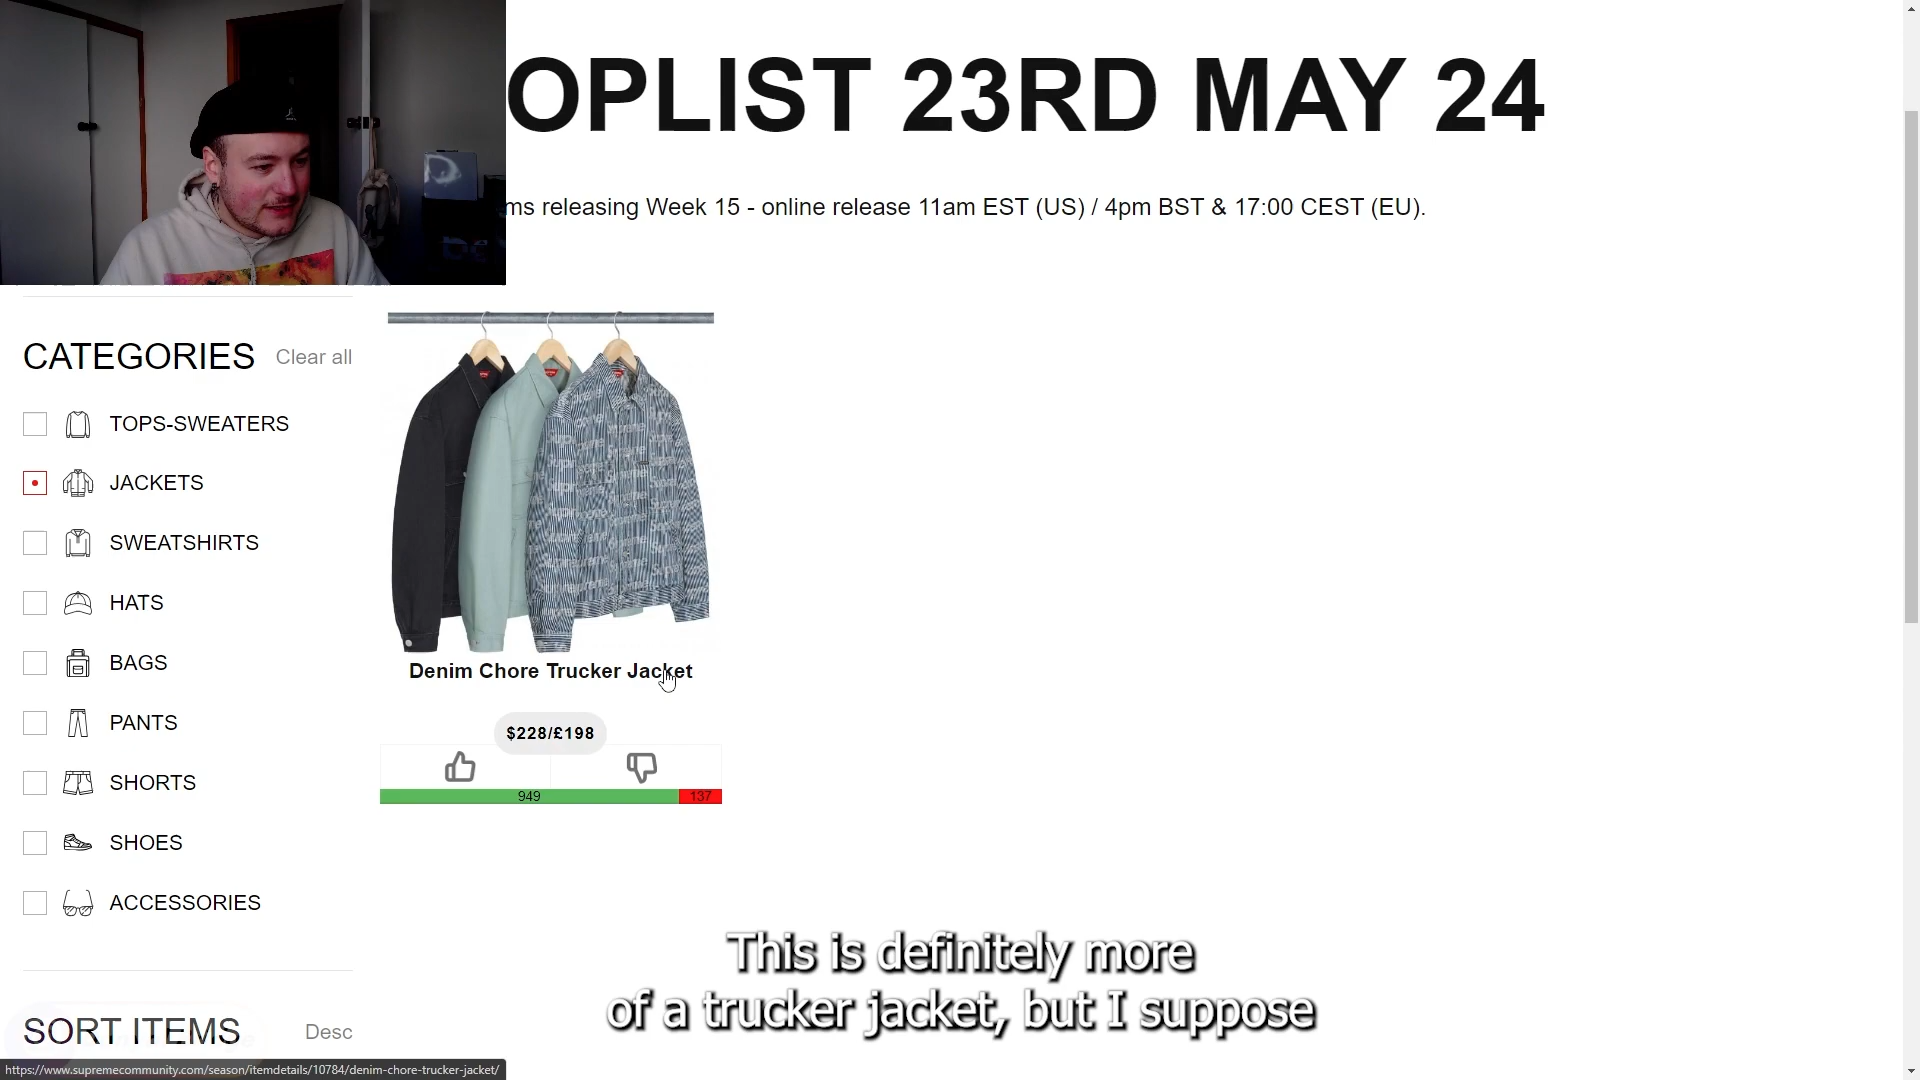 OPLIST 23RD MAY 24
ms releasing Week 15 - online release 11am EST (US) / 4pm BST & 17:00 CEST (EU).
CATEGORIES Clear all
TOPS-SWEATERS
JACKETS
SWEATSHIRTS
HATS
BAGS
PANTS
SHORTS
SHOES
ACCESSORIES
SORT ITEMS Desc
Denim Chore Trucker Jacket
$228/£198
949 137
This is definitely more
of a trucker jacket, but I suppose
https://www.supremecommunity.com/season/itemdetails/10784/denim-chore-trucker-jacket/